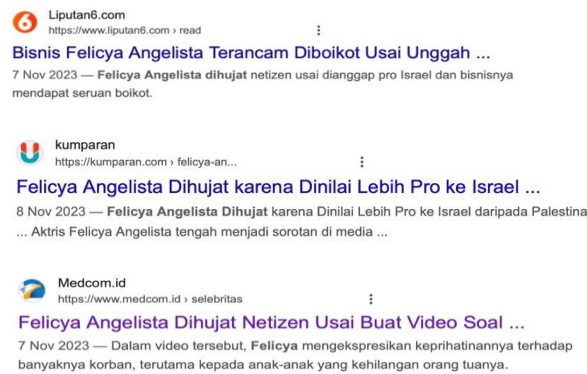 Liputan6.com
https://www.liputan6.com › read
Bisnis Felicya Angelista Terancam Diboikot Usai Unggah ...
7 Nov 2023 — Felicya Angelista dihujat netizen usai dianggap pro Israel dan bisnisnya
mendapat seruan boikot.
kumparan
https://kumparan.com › felicya-an...
Felicya Angelista Dihujat karena Dinilai Lebih Pro ke Israel ...
8 Nov 2023 — Felicya Angelista Dihujat karena Dinilai Lebih Pro ke Israel daripada Palestina
... Aktris Felicya Angelista tengah menjadi sorotan di media ...
Medcom.id
https://www.medcom.id › selebritas
Felicya Angelista Dihujat Netizen Usai Buat Video Soal ...
7 Nov 2023 — Dalam video tersebut, Felicya mengekspresikan keprihatinannya terhadap
banyaknya korban, terutama kepada anak-anak yang kehilangan orang tuanya.